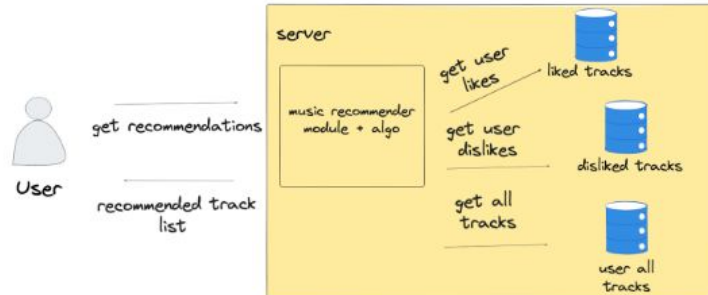 server
get user
likes
liked tracks
music recommender
module + algo
get recommendations
get user
dislikes
disliked tracks
User
recommended track
list
get all
tracks
user all
tracks